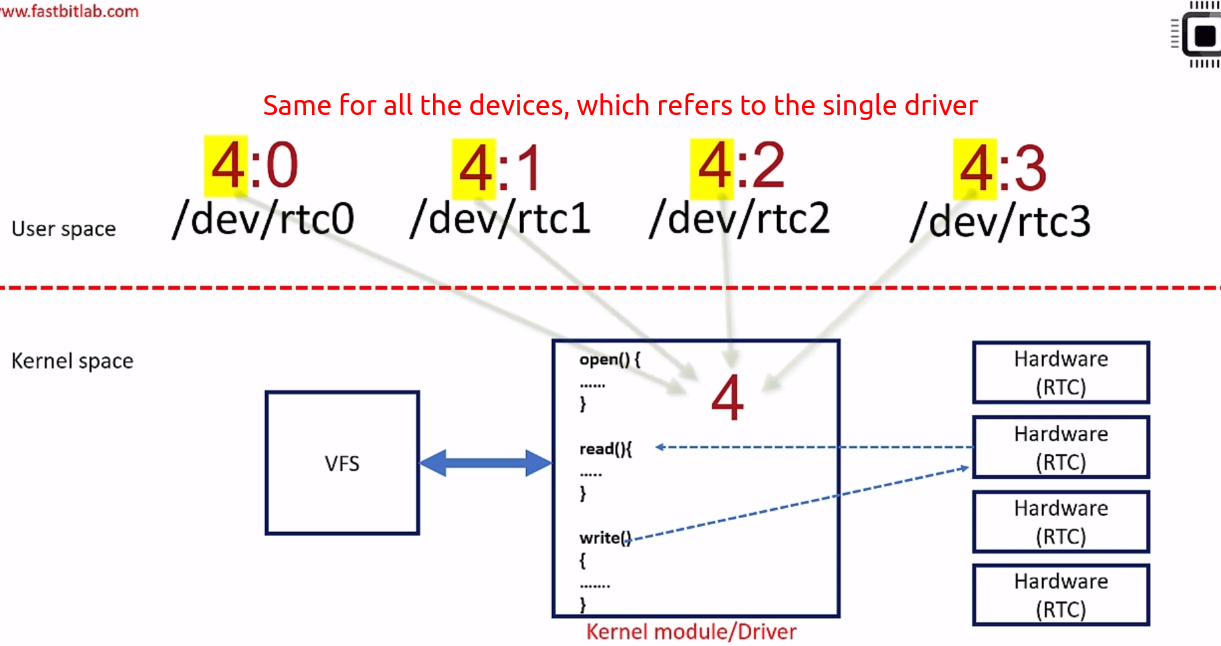 www.fastbitlab.com
Same for all the devices, which refers to the single driver
4:0
4:1
4:2
4:3
User space
/dev/rtc0
/dev/rtc1
/dev/rtc2
/dev/rtc3
Kernel space
VFS
open() {
......
}
4
read(){
.....
}
write()
{
.......
}
Kernel module/Driver
Hardware
(RTC)
Hardware
(RTC)
Hardware
(RTC)
Hardware
(RTC)